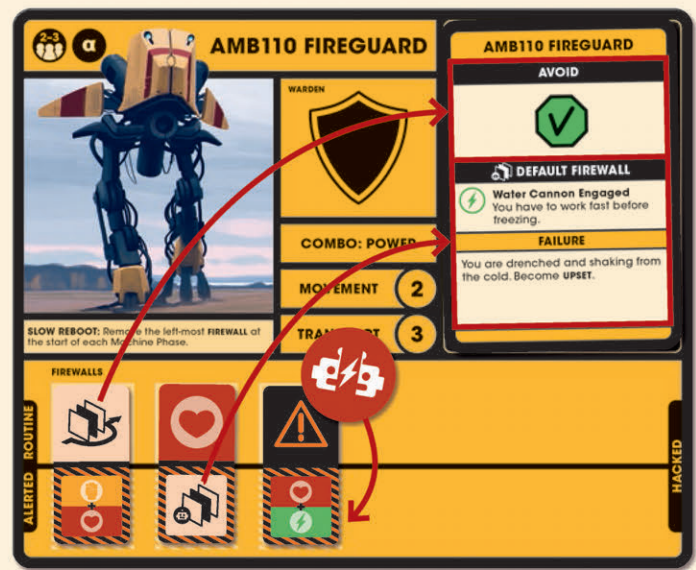 2-3
α
AMB110 FIREGUARD
AMB110 FIREGUARD
AVOID
WARDEN
DEFAULT FIREWALL
Water Cannon Engaged
You have to work fast before
freezing.
FAILURE
You are drenched and shaking from
the cold. Become UPSET.
COMBO: POWER
MOVEMENT 2
3
SLOW REBOOT: Remove the left-most FIREWALL at
the start of each Machine Phase.
FIREWALLS
ROUTINE
ALERTED
HACKED
+
+